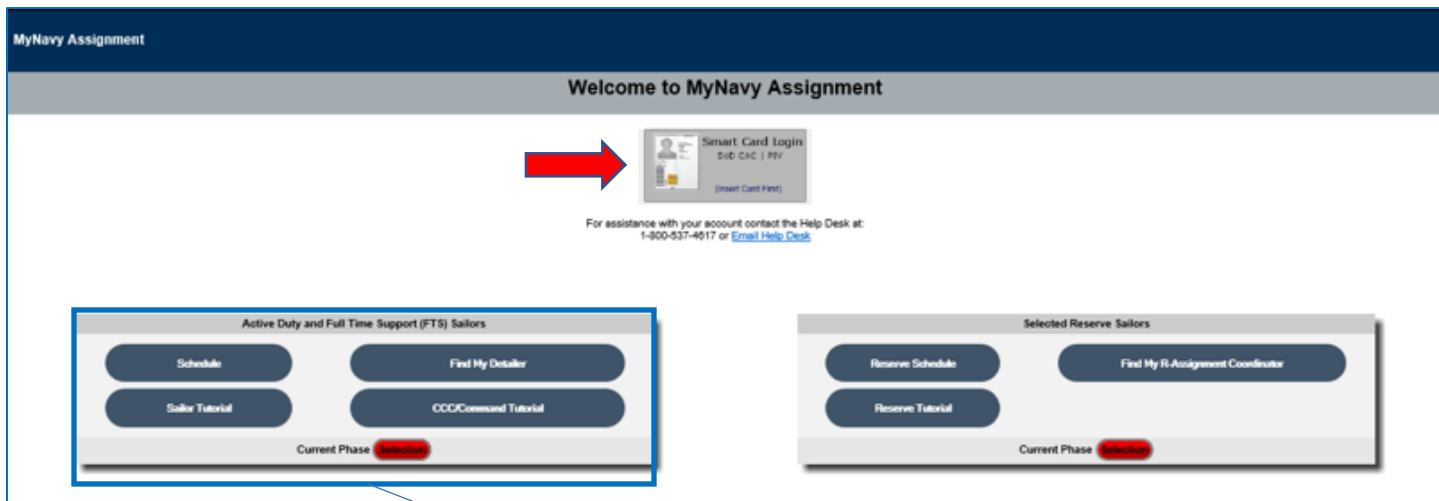 MyNavy Assignment
Welcome to MyNavy Assignment
Smart Card Login
DoD CAC | PIV
(Insert Card First)
For assistance with your account contact the Help Desk at:
1-800-537-4617 or Email Help Desk
Active Duty and Full Time Support (FTS) Sailors
Schedule
Find My Detailer
Sailor Tutorial
CCC/Command Tutorial
Current Phase Selection
Selected Reserve Sailors
Reserve Schedule
Find My R-Assignment Coordinator
Reserve Tutorial
Current Phase Selection